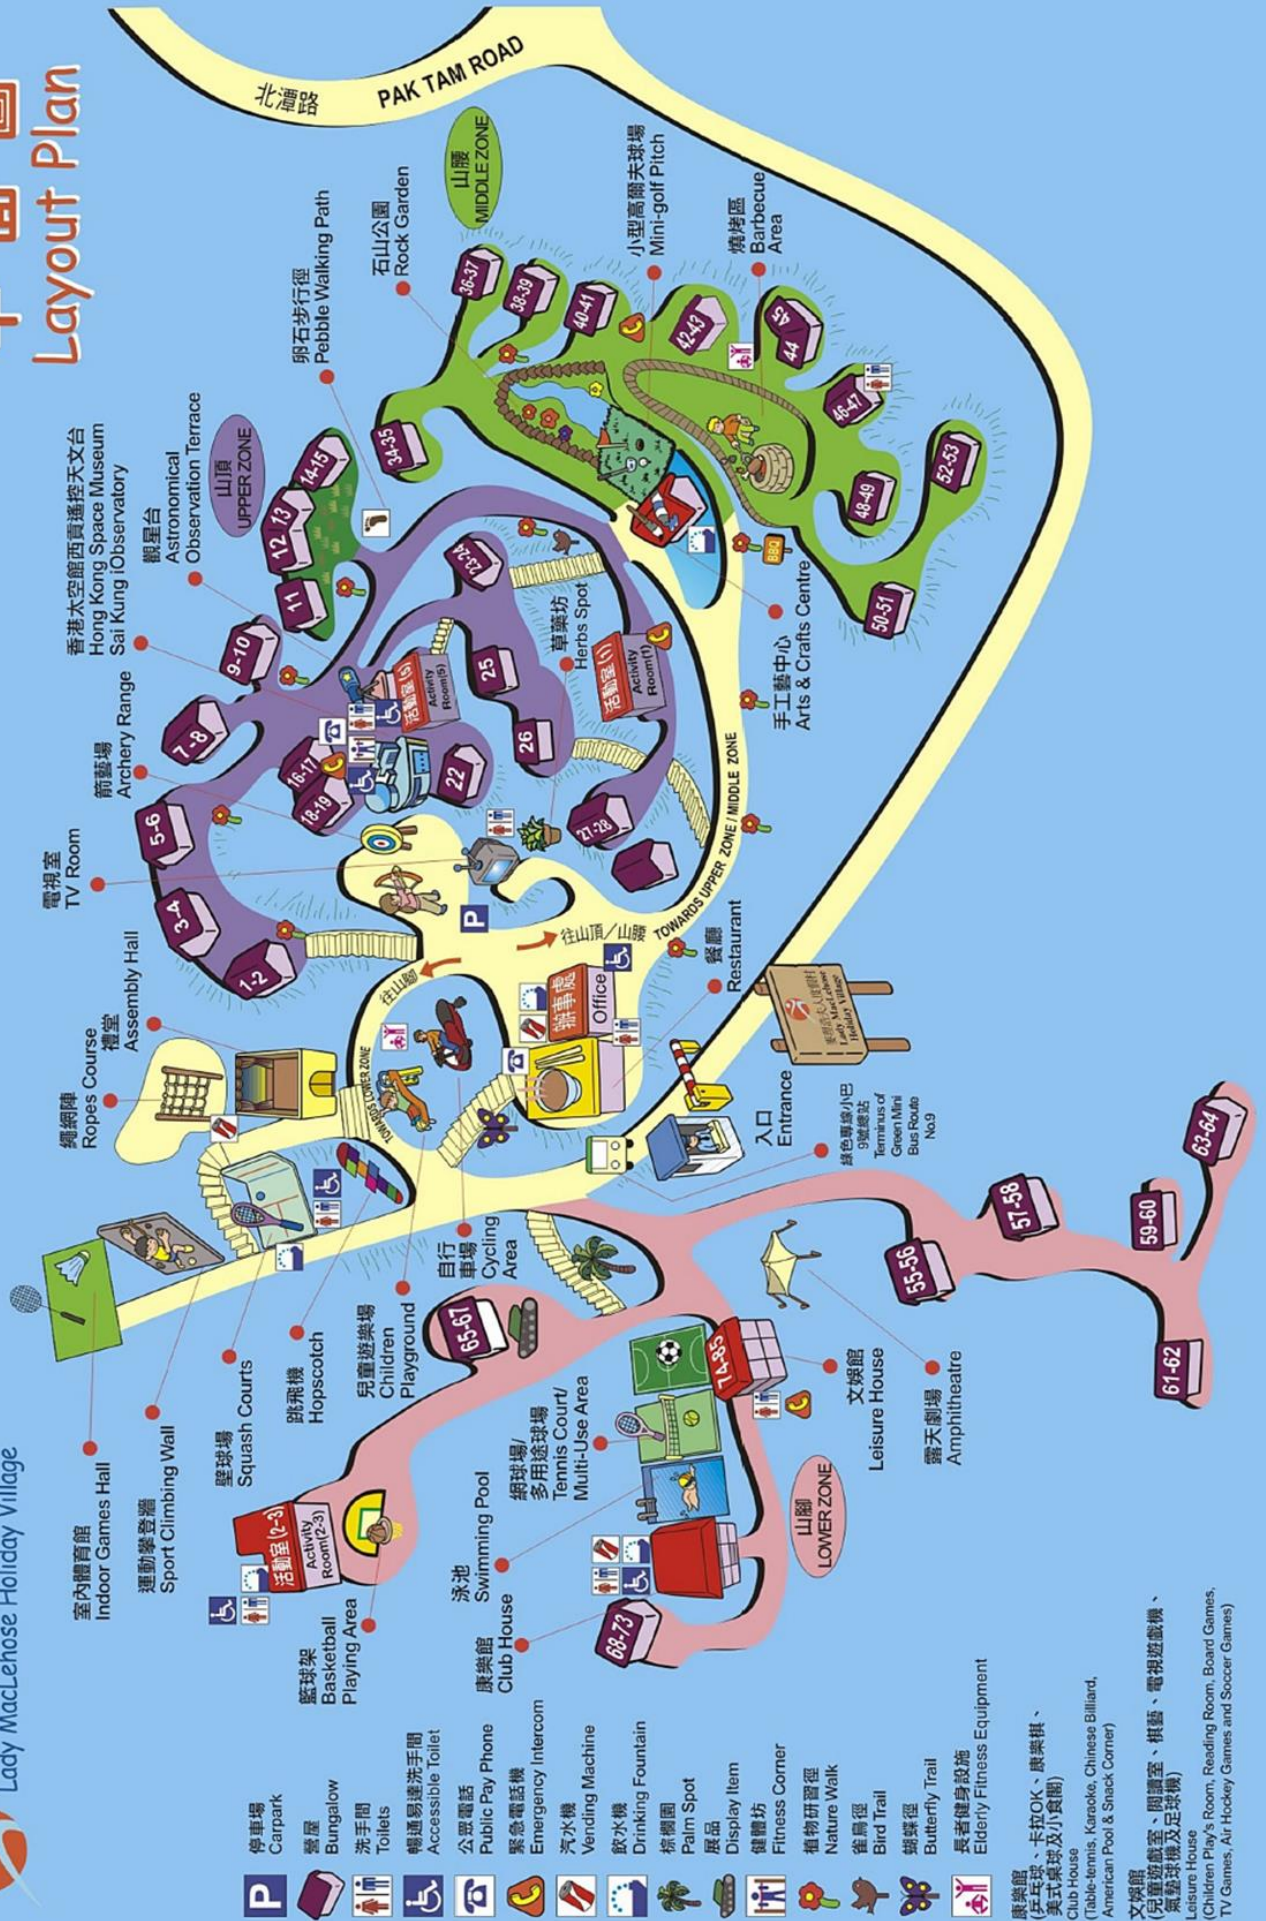 Lady MacLehose Holiday Village
平面圖
Layout Plan
北潭路
PAK TAM ROAD
山頂
UPPER ZONE
山腰
MIDDLE ZONE
山腳
LOWER ZONE
室內體育館
Indoor Games Hall
運動攀登牆
Sport Climbing Wall
壁球場
Squash Courts
跳飛機
Hopscotch
兒童遊樂場
Children
Playground
自行
車場
Cycling
Area
繩網陣
Ropes Course
禮堂
Assembly Hall
電視室
TV Room
箭藝場
Archery Range
香港太空館西貢遙控天文台
Hong Kong Space Museum
Sai Kung iObservatory
觀星台
Astronomical
Observation Terrace
卵石步行徑
Pebble Walking Path
石山公園
Rock Garden
小型高爾夫球場
Mini-golf Pitch
燒烤區
Barbecue
Area
手工藝中心
Arts & Crafts Centre
草藥坊
Herbs Spot
餐廳
Restaurant
入口
Entrance
綠色專線小巴
9號總站
Terminus of
Green Mini
Bus Route
No.9
籃球架
Basketball
Playing Area
康樂館
Club House
泳池
Swimming Pool
網球場/
多用途球場
Tennis Court/
Multi-Use Area
文娛館
Leisure House
露天劇場
Amphitheatre
往山腳
TOWARDS LOWER ZONE
往山頂/山腰
TOWARDS UPPER ZONE / MIDDLE ZONE
辦事處
Office
麥理浩夫人度假村
Lady MacLehose
Holiday Village
活動室(1)
Activity
Room(1)
活動室(5)
Activity
Room(5)
活動室(2-3)
Activity
Room(2-3)
BBQ
P
1-2
3-4
5-6
7-8
9-10
11
12
13
14-15
16-17
18-19
22
23-24
25
26
27-28
34-35
36-37
38-39
40-41
42-43
44
45
46-47
48-49
50-51
52-53
55-56
57-58
59-60
61-62
63-64
65-67
68-73
74-85
P
停車場
Carpark
營屋
Bungalow
洗手間
Toilets
暢通易達洗手間
Accessible Toilet
公眾電話
Public Pay Phone
緊急電話機
Emergency Intercom
汽水機
Vending Machine
飲水機
Drinking Fountain
棕櫚園
Palm Spot
展品
Display Item
健體坊
Fitness Corner
植物研習徑
Nature Walk
雀鳥徑
Bird Trail
蝴蝶徑
Butterfly Trail
長者健身設施
Elderly Fitness Equipment
康樂館
(乒乓球、卡拉OK、康樂棋、
美式桌球及小食閣)
Club House
(Table-tennis, Karaoke, Chinese Billiard,
American Pool & Snack Corner)
文娛館
(兒童遊戲室、閱讀室、棋藝、電視遊戲機、
氣墊球機及足球機)
Leisure House
(Children Play's Room, Reading Room, Board Games,
TV Games, Air Hockey Games and Soccer Games)